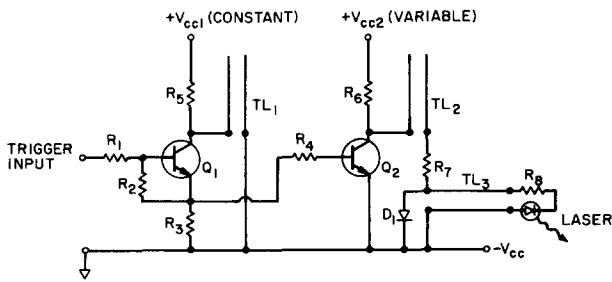 +Vcc1 (CONSTANT)
+Vcc2 (VARIABLE)
R5
TL1
R6
TL2
TRIGGER
INPUT
R1
Q1
R4
Q2
R2
R7
R3
TL3
R8
D1
LASER
-Vcc